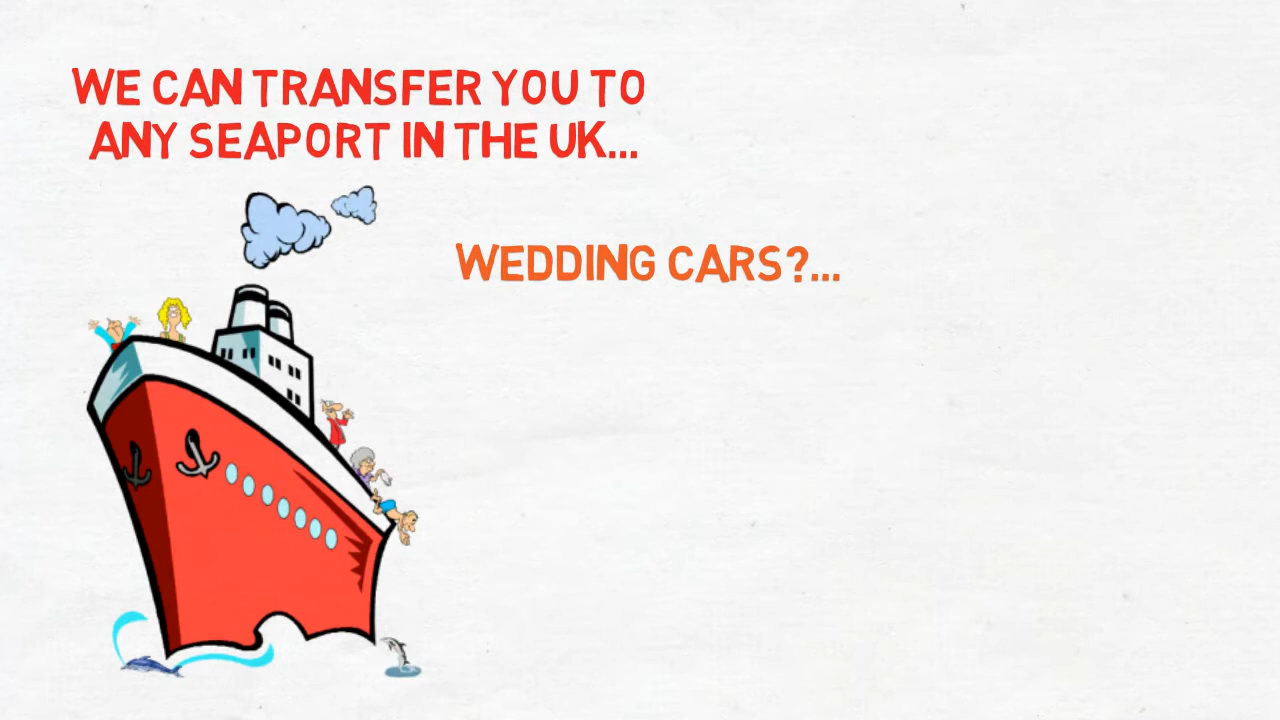 WE CAN TRANSFER YOU TO
ANY SEAPORT IN THE UK...
WEDDING CARS?...